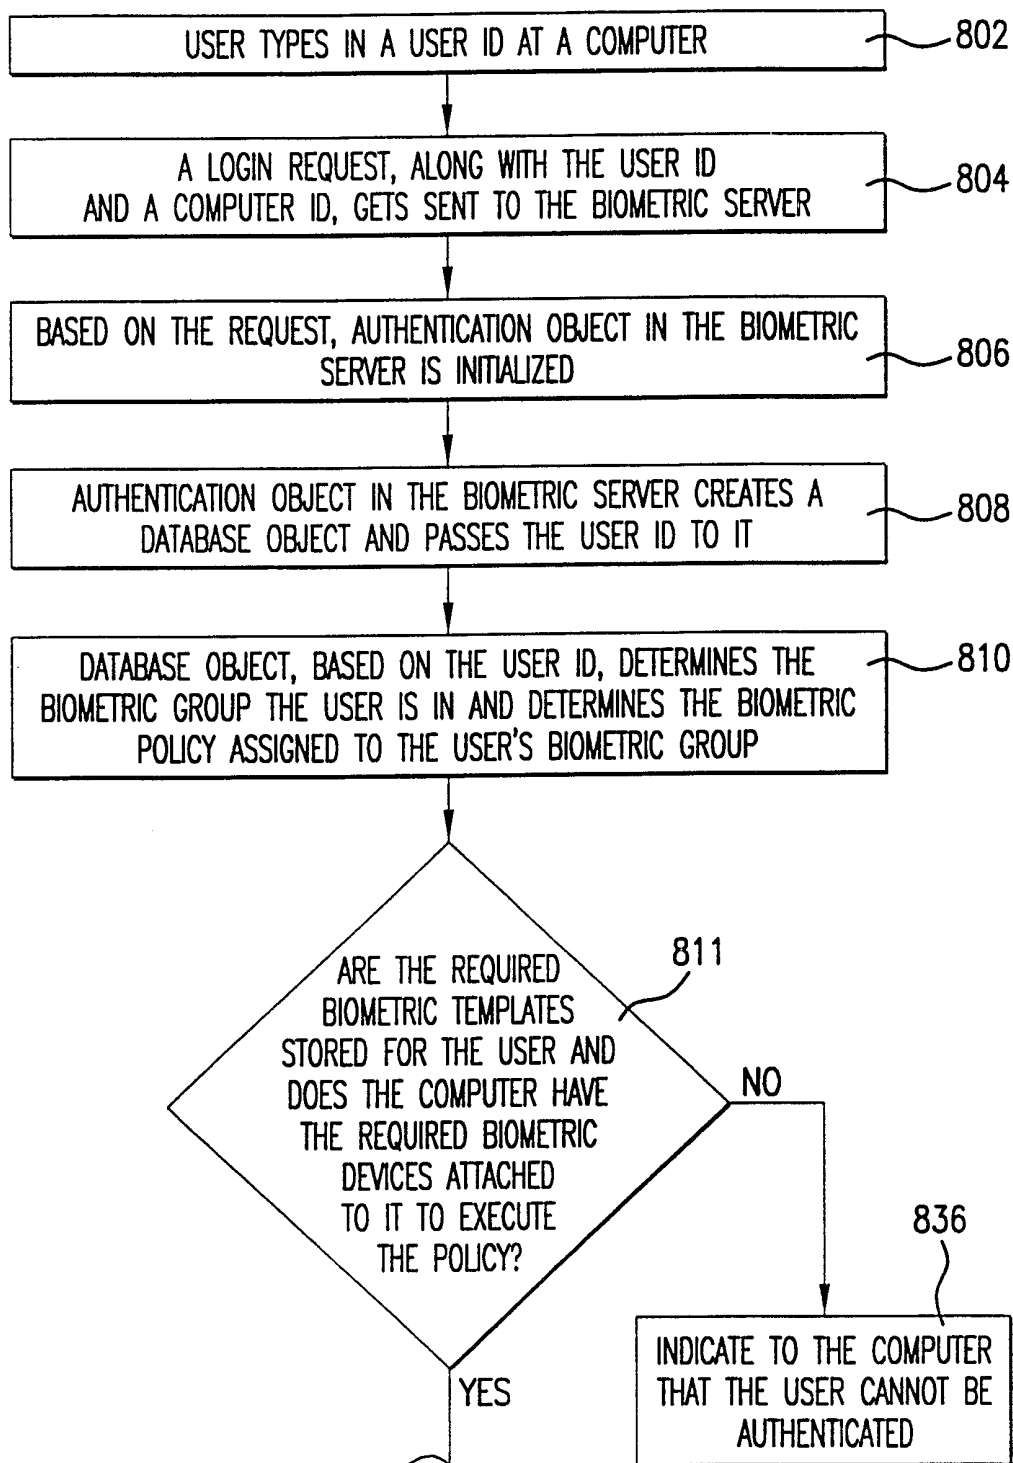 USER TYPES IN A USER ID AT A COMPUTER
802
A LOGIN REQUEST, ALONG WITH THE USER ID
AND A COMPUTER ID, GETS SENT TO THE BIOMETRIC SERVER
804
BASED ON THE REQUEST, AUTHENTICATION OBJECT IN THE BIOMETRIC
SERVER IS INITIALIZED
806
AUTHENTICATION OBJECT IN THE BIOMETRIC SERVER CREATES A
DATABASE OBJECT AND PASSES THE USER ID TO IT
808
DATABASE OBJECT, BASED ON THE USER ID, DETERMINES THE
BIOMETRIC GROUP THE USER IS IN AND DETERMINES THE BIOMETRIC
POLICY ASSIGNED TO THE USER'S BIOMETRIC GROUP
810
811
ARE THE REQUIRED
BIOMETRIC TEMPLATES
STORED FOR THE USER AND
DOES THE COMPUTER HAVE
THE REQUIRED BIOMETRIC
DEVICES ATTACHED
TO IT TO EXECUTE
THE POLICY?
NO
YES
836
INDICATE TO THE COMPUTER
THAT THE USER CANNOT BE
AUTHENTICATED